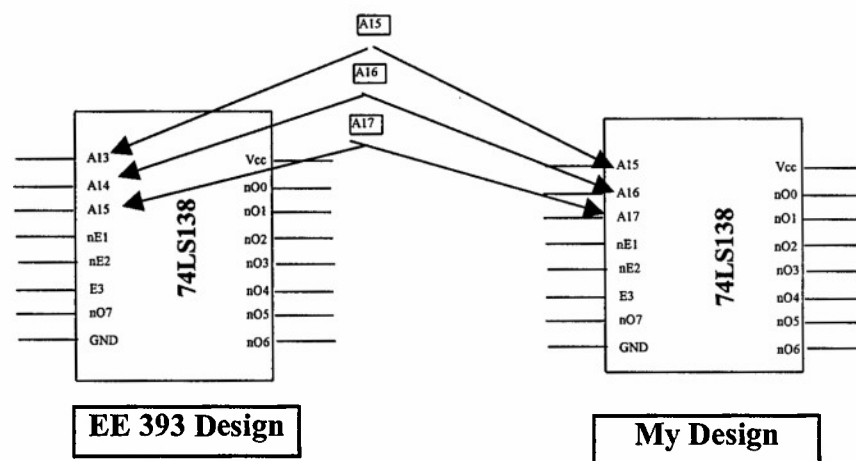 A15
A16
A17
A13
A14
A15
nE1
nE2
E3
nO7
GND
74LS138
Vcc
nO0
nO1
nO2
nO3
nO4
nO5
nO6
EE 393 Design
A15
A16
A17
nE1
nE2
E3
nO7
GND
74LS138
Vcc
nO0
nO1
nO2
nO3
nO4
nO5
nO6
My Design